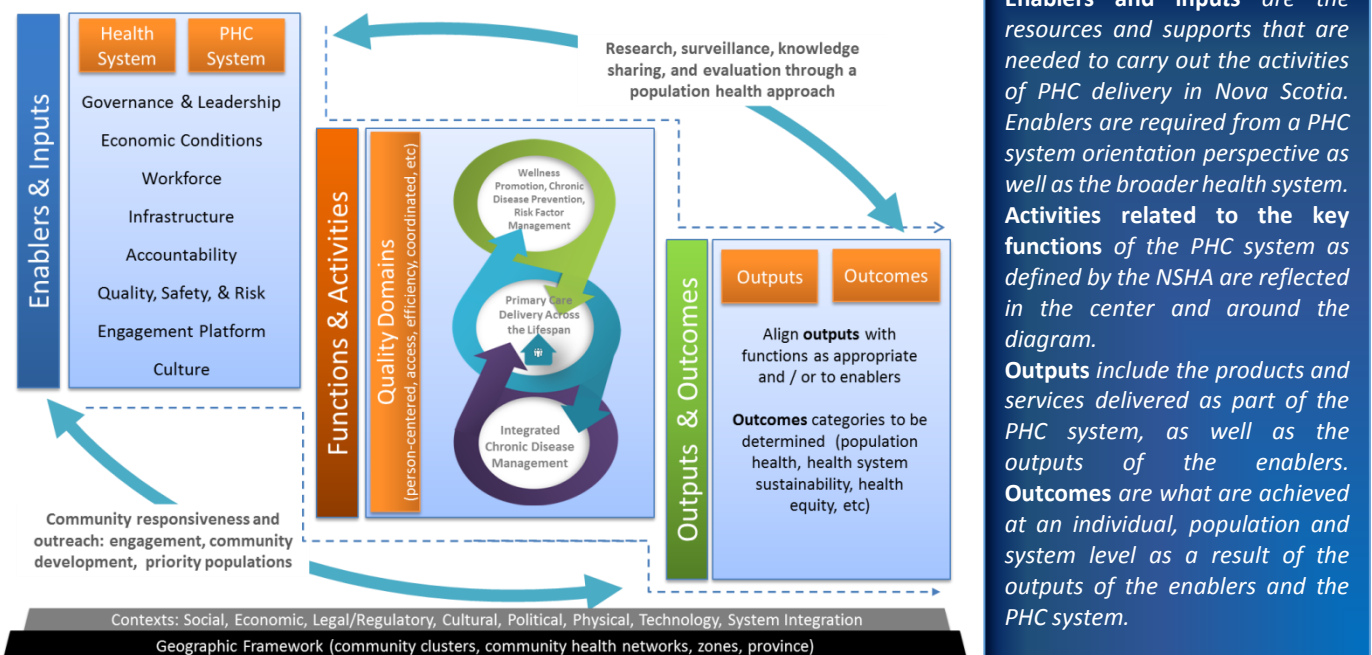 Enablers & Inputs
Health
System
PHC
System
Governance & Leadership
Economic Conditions
Workforce
Infrastructure
Accountability
Quality, Safety, & Risk
Engagement Platform
Culture
Research, surveillance, knowledge
sharing, and evaluation through a
population health approach
Functions & Activities
Quality Domains
(person-centered, access, efficiency, coordinated, etc)
Wellness
Promotion, Chronic
Disease Prevention,
Risk Factor
Management
Primary Care
Delivery Across
the Lifespan
Integrated
Chronic Disease
Management
Outputs & Outcomes
Outputs
Outcomes
Align outputs with
functions as appropriate
and / or to enablers
Outcomes categories to be
determined (population
health, health system
sustainability, health
equity, etc)
Community responsiveness and
outreach: engagement, community
development, priority populations
Contexts: Social, Economic, Legal/Regulatory, Cultural, Political, Physical, Technology, System Integration
Geographic Framework (community clusters, community health networks, zones, province)
Enablers and inputs are the
resources and supports that are
needed to carry out the activities
of PHC delivery in Nova Scotia.
Enablers are required from a PHC
system orientation perspective as
well as the broader health system.
Activities related to the key
functions of the PHC system as
defined by the NSHA are reflected
in the center and around the
diagram.
Outputs include the products and
services delivered as part of the
PHC system, as well as the
outputs of the enablers.
Outcomes are what are achieved
at an individual, population and
system level as a result of the
outputs of the enablers and the
PHC system.